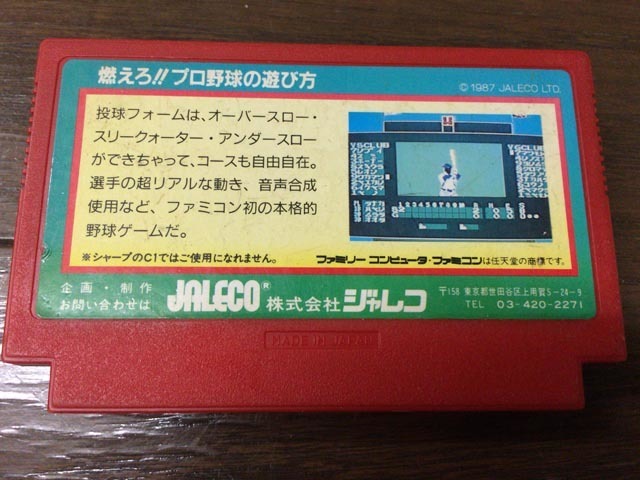 燃えろ!!プロ野球の遊び方
© 1987 JALECO LTD.
投球フォームは、オーバースロー・
スリークォーター・アンダースロー
ができちゃって、コースも自由自在。
選手の超リアルな動き、音声合成
使用など、ファミコン初の本格的
野球ゲームだ。
※シャープのC1ではご使用になれません。
ファミリー コンピュータ・ファミコンは任天堂の商標です。
企画・制作
お問い合わせは
JALECO® 株式会社ジャレコ
〒158 東京都世田谷区上用賀5-24-9
TEL 03-420-2271
MADE IN JAPAN